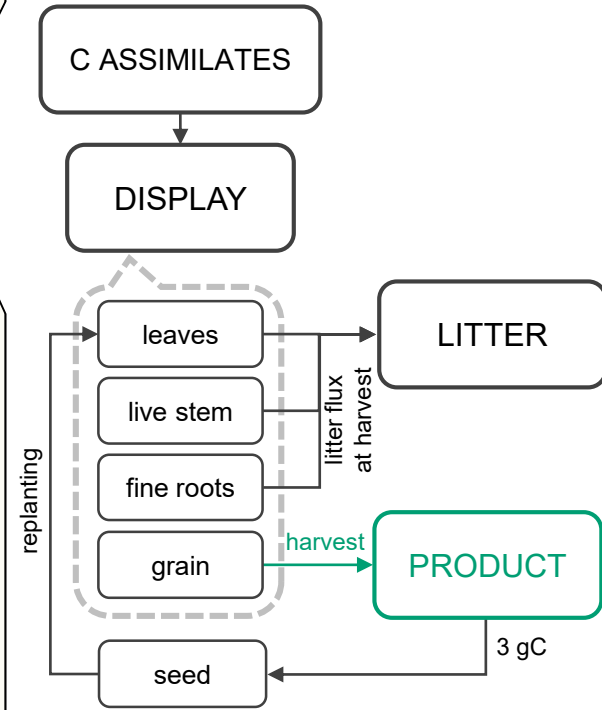 C ASSIMILATES
DISPLAY
leaves
live stem
fine roots
grain
seed
replanting
litter flux
at harvest
LITTER
harvest
PRODUCT
3 gC